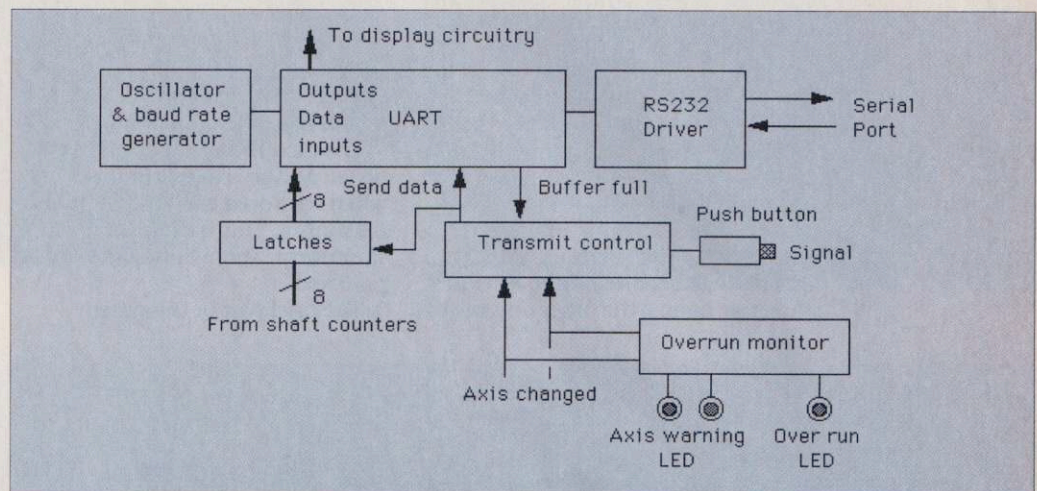 To display circuitry
Oscillator
& baud rate
generator
Outputs
Data UART
inputs
RS232
Driver
Serial
Port
Send data
Buffer full
8
Latches
Transmit control
Push button
Signal
8
From shaft counters
Overrun monitor
Axis changed
Axis warning
LED
Over run
LED